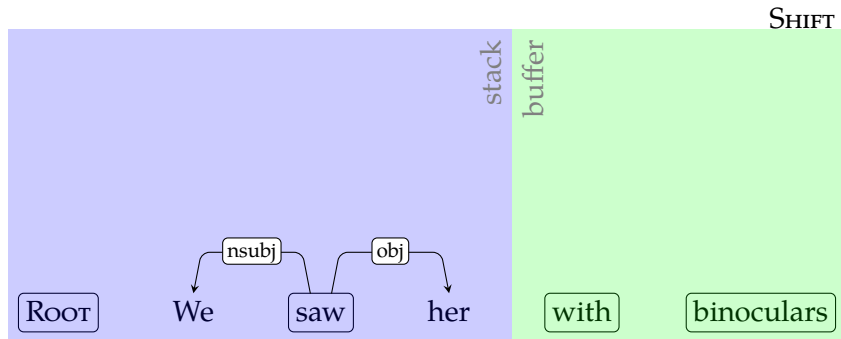 SHIFT
stack
buffer
nsubj obj
ROOT We saw her with binoculars